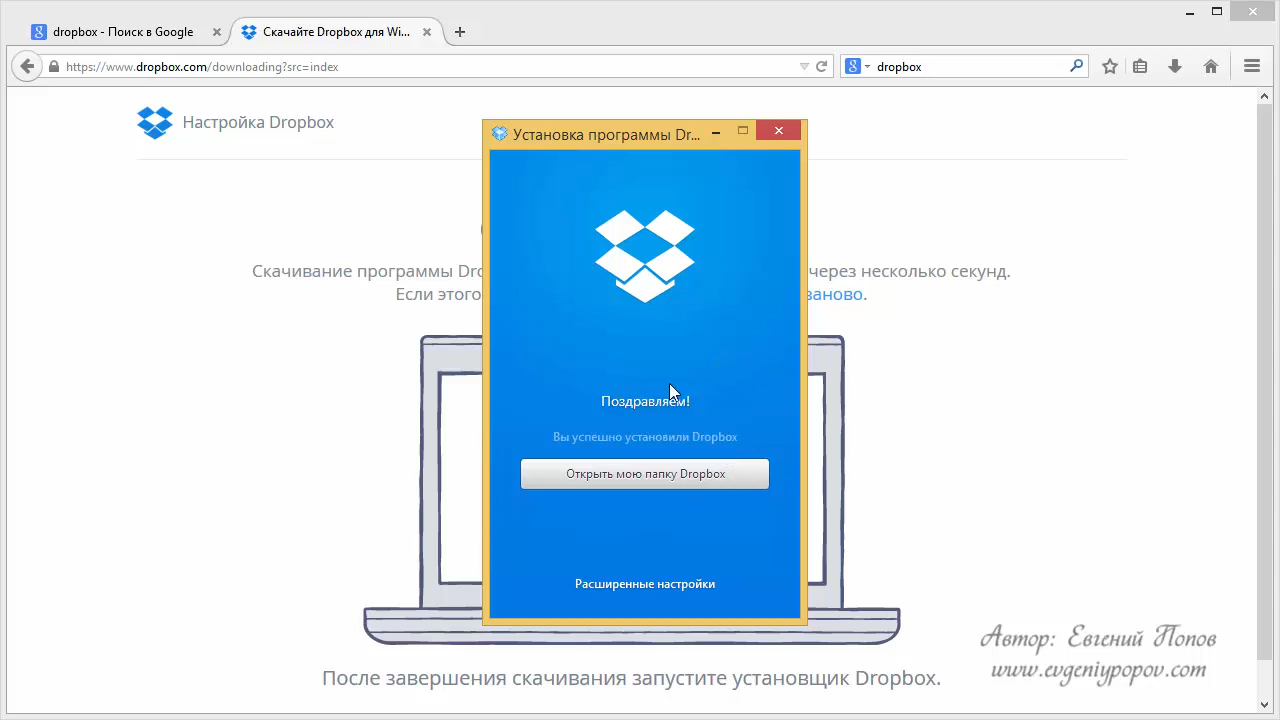 dropbox - Поиск в Google
Скачайте Dropbox для Wi...
https://www.dropbox.com/downloading?src=index
dropbox
Настройка Dropbox
Установка программы Dr...
Скачивание программы Dro
через несколько секунд.
Если этого
заново.
Поздравляем!
Вы успешно установили Dropbox
Открыть мою папку Dropbox
Расширенные настройки
Автор: Евгений Попов
www.evgeniypopov.com
После завершения скачивания запустите установщик Dropbox.